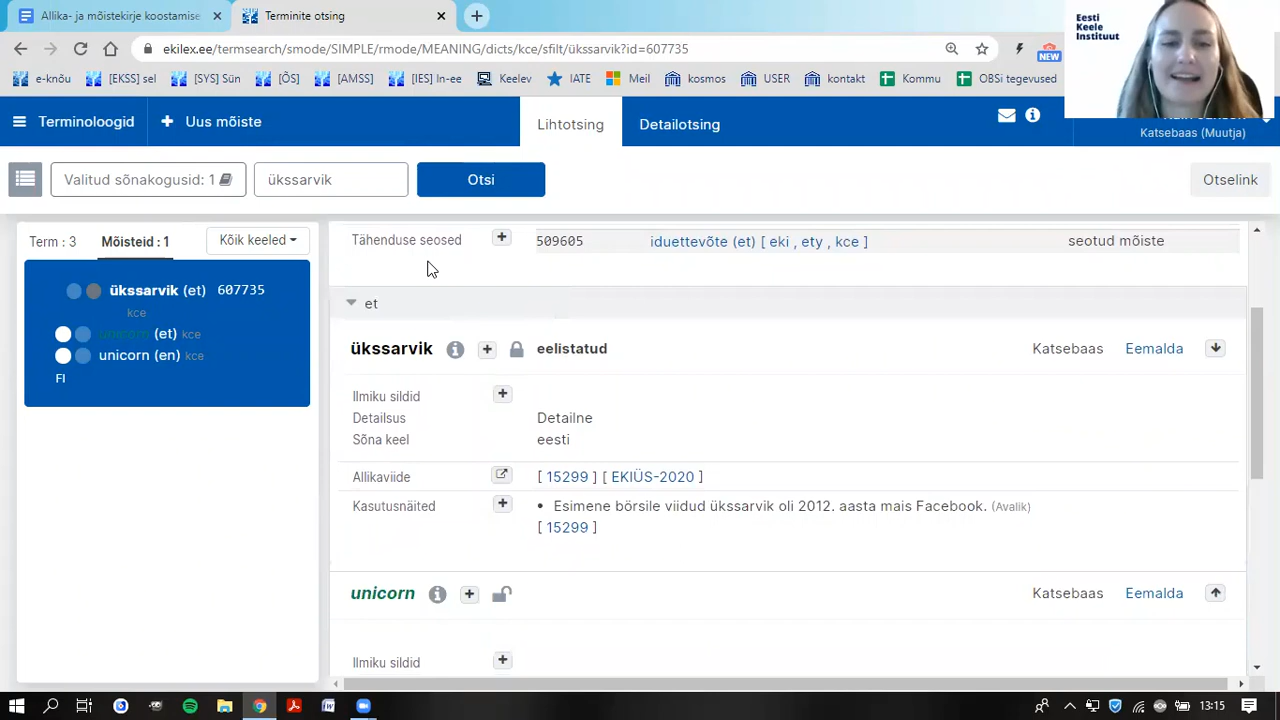 Allika- ja mõistekirje koostamise
Terminite otsing
ekilex.ee/termsearch/smode/SIMPLE/rmode/MEANING/dicts/kce/sfilt/ükssarvik?id=607735
NEW
e-knõu
[EKSS] sel
[SYS] Sün
[ÕS]
[AMSS]
[IES] In-ee
Keelev
IATE
Meil
kosmos
USER
kontakt
Kommu
OBSi tegevused
Eesti
Keele
Instituut
Terminoloogid
Uus mõiste
Lihtotsing
Detailotsing
Katsebaas (Muutja)
Valitud sõnakogusid: 1
ükssarvik
Otsi
Otselink
Term : 3
Mõisteid : 1
Kõik keeled
ükssarvik (et) 607735
kce
unicorn (et) kce
unicorn (en) kce
FI
Tähenduse seosed
509605
iduettevõte (et) [ eki , ety , kce ]
seotud mõiste
et
ükssarvik
eelistatud
Katsebaas
Eemalda
Ilmiku sildid
Detailsus
Detailne
Sõna keel
eesti
Allikaviide
[ 15299 ] [ EKIÜS-2020 ]
Kasutusnäited
• Esimene börsile viidud ükssarvik oli 2012. aasta mais Facebook. (Avalik)
[ 15299 ]
unicorn
Katsebaas
Eemalda
Ilmiku sildid
13:15